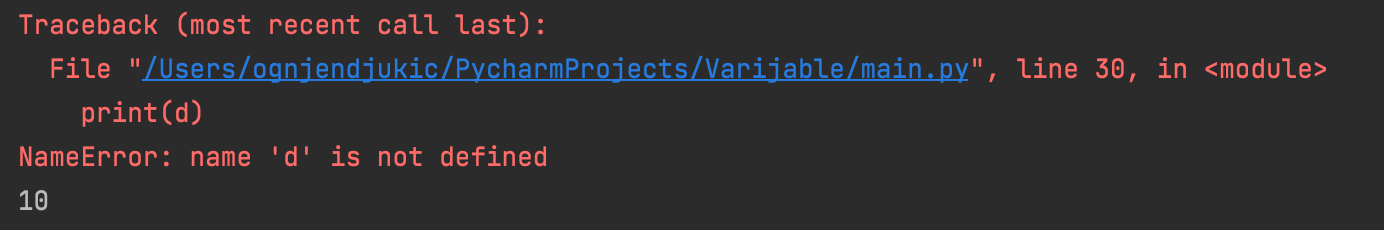 Traceback (most recent call last):
  File "/Users/ognjendjukic/PycharmProjects/Varijable/main.py", line 30, in <module>
    print(d)
NameError: name 'd' is not defined
10